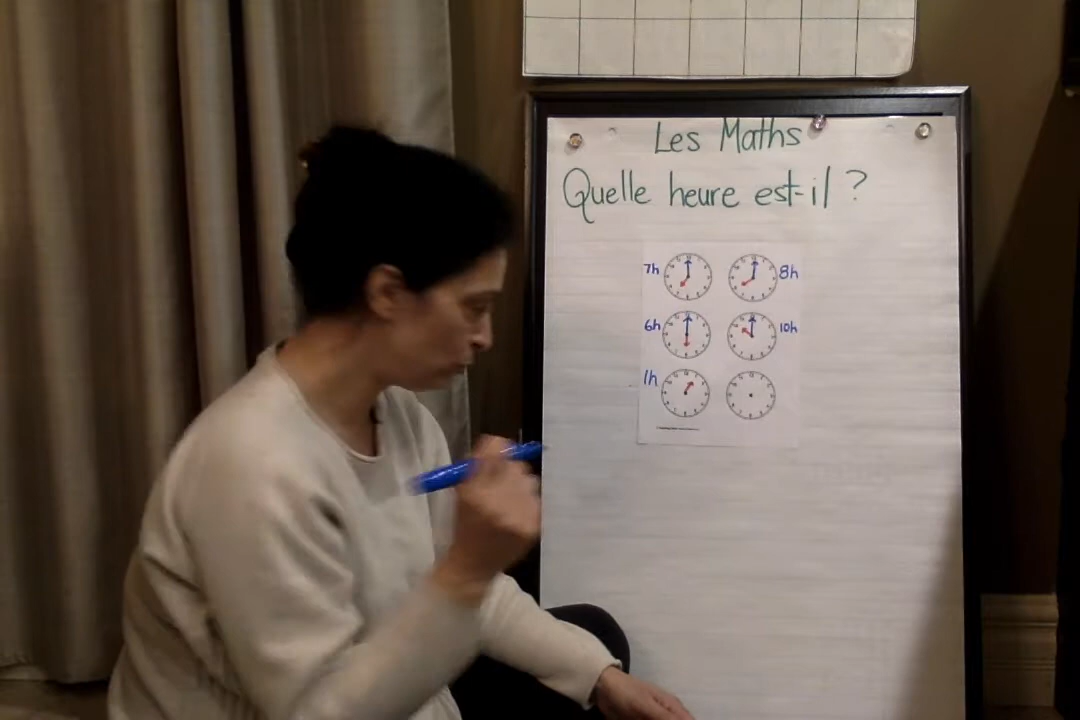 Les Maths
Quelle heure est-il ?
7h 8h
6h 10h
1h